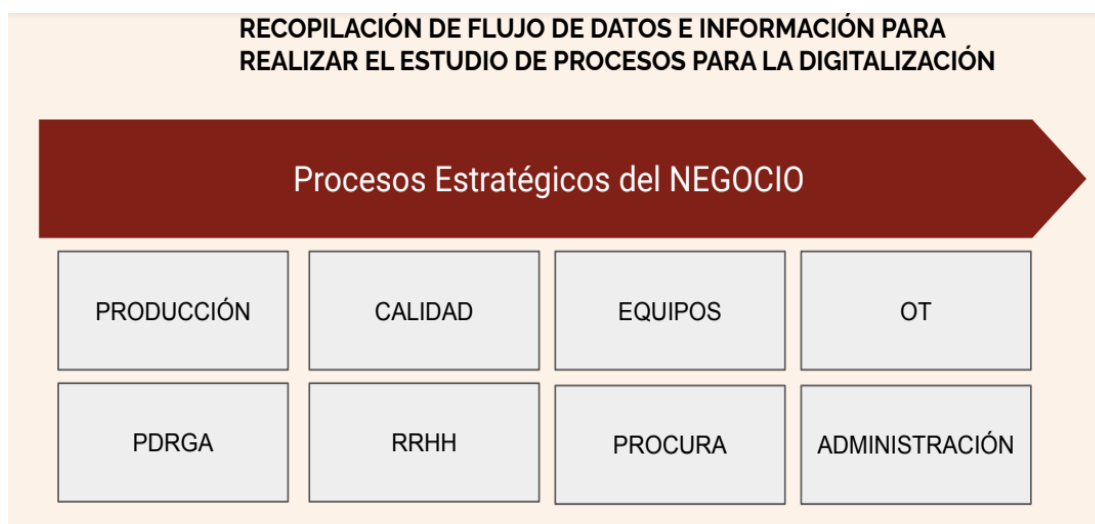 RECOPILACIÓN DE FLUJO DE DATOS E INFORMACIÓN PARA
REALIZAR EL ESTUDIO DE PROCESOS PARA LA DIGITALIZACIÓN
Procesos Estratégicos del NEGOCIO
PRODUCCIÓN
CALIDAD
EQUIPOS
OT
PDRGA
RRHH
PROCURA
ADMINISTRACIÓN